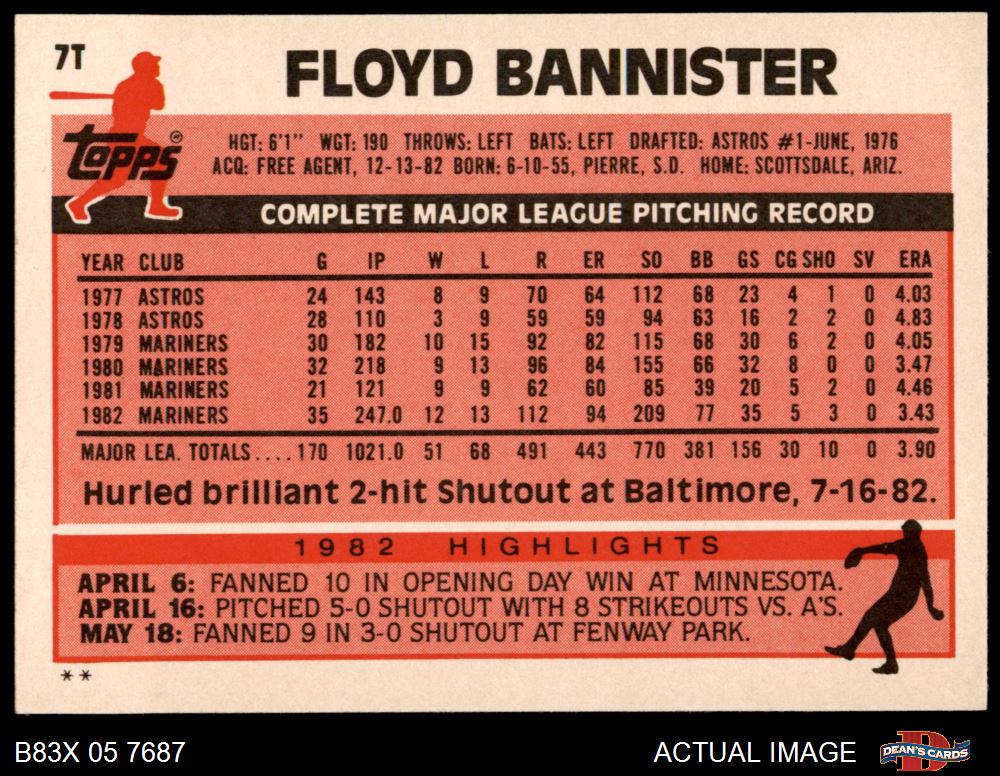 7T
FLOYD BANNISTER
Topps ®
HGT: 6'1" WGT: 190 THROWS: LEFT BATS: LEFT DRAFTED: ASTROS #1-JUNE, 1976
ACQ: FREE AGENT, 12-13-82 BORN: 6-10-55, PIERRE, S.D. HOME: SCOTTSDALE, ARIZ.
COMPLETE MAJOR LEAGUE PITCHING RECORD
YEAR CLUB G IP W L R ER SO BB GS CG SHO SV ERA
1977 ASTROS 24 143 8 9 70 64 112 68 23 4 1 0 4.03
1978 ASTROS 28 110 3 9 59 59 94 63 16 2 2 0 4.83
1979 MARINERS 30 182 10 15 92 82 115 68 30 6 2 0 4.05
1980 MARINERS 32 218 9 13 96 84 155 66 32 8 0 0 3.47
1981 MARINERS 21 121 9 9 62 60 85 39 20 5 2 0 4.46
1982 MARINERS 35 247.0 12 13 112 94 209 77 35 5 3 0 3.43
MAJOR LEA. TOTALS.... 170 1021.0 51 68 491 443 770 381 156 30 10 0 3.90
Hurled brilliant 2-hit Shutout at Baltimore, 7-16-82.
1982 HIGHLIGHTS
APRIL 6: FANNED 10 IN OPENING DAY WIN AT MINNESOTA.
APRIL 16: PITCHED 5-0 SHUTOUT WITH 8 STRIKEOUTS VS. A'S.
MAY 18: FANNED 9 IN 3-0 SHUTOUT AT FENWAY PARK.
**
B83X 05 7687
ACTUAL IMAGE
D
DEAN'S CARDS